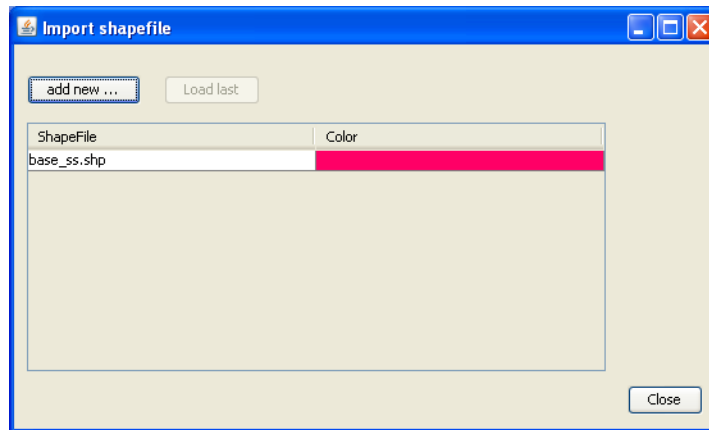 Import shapefile
add new ... Load last
ShapeFile Color
base_ss.shp
Close